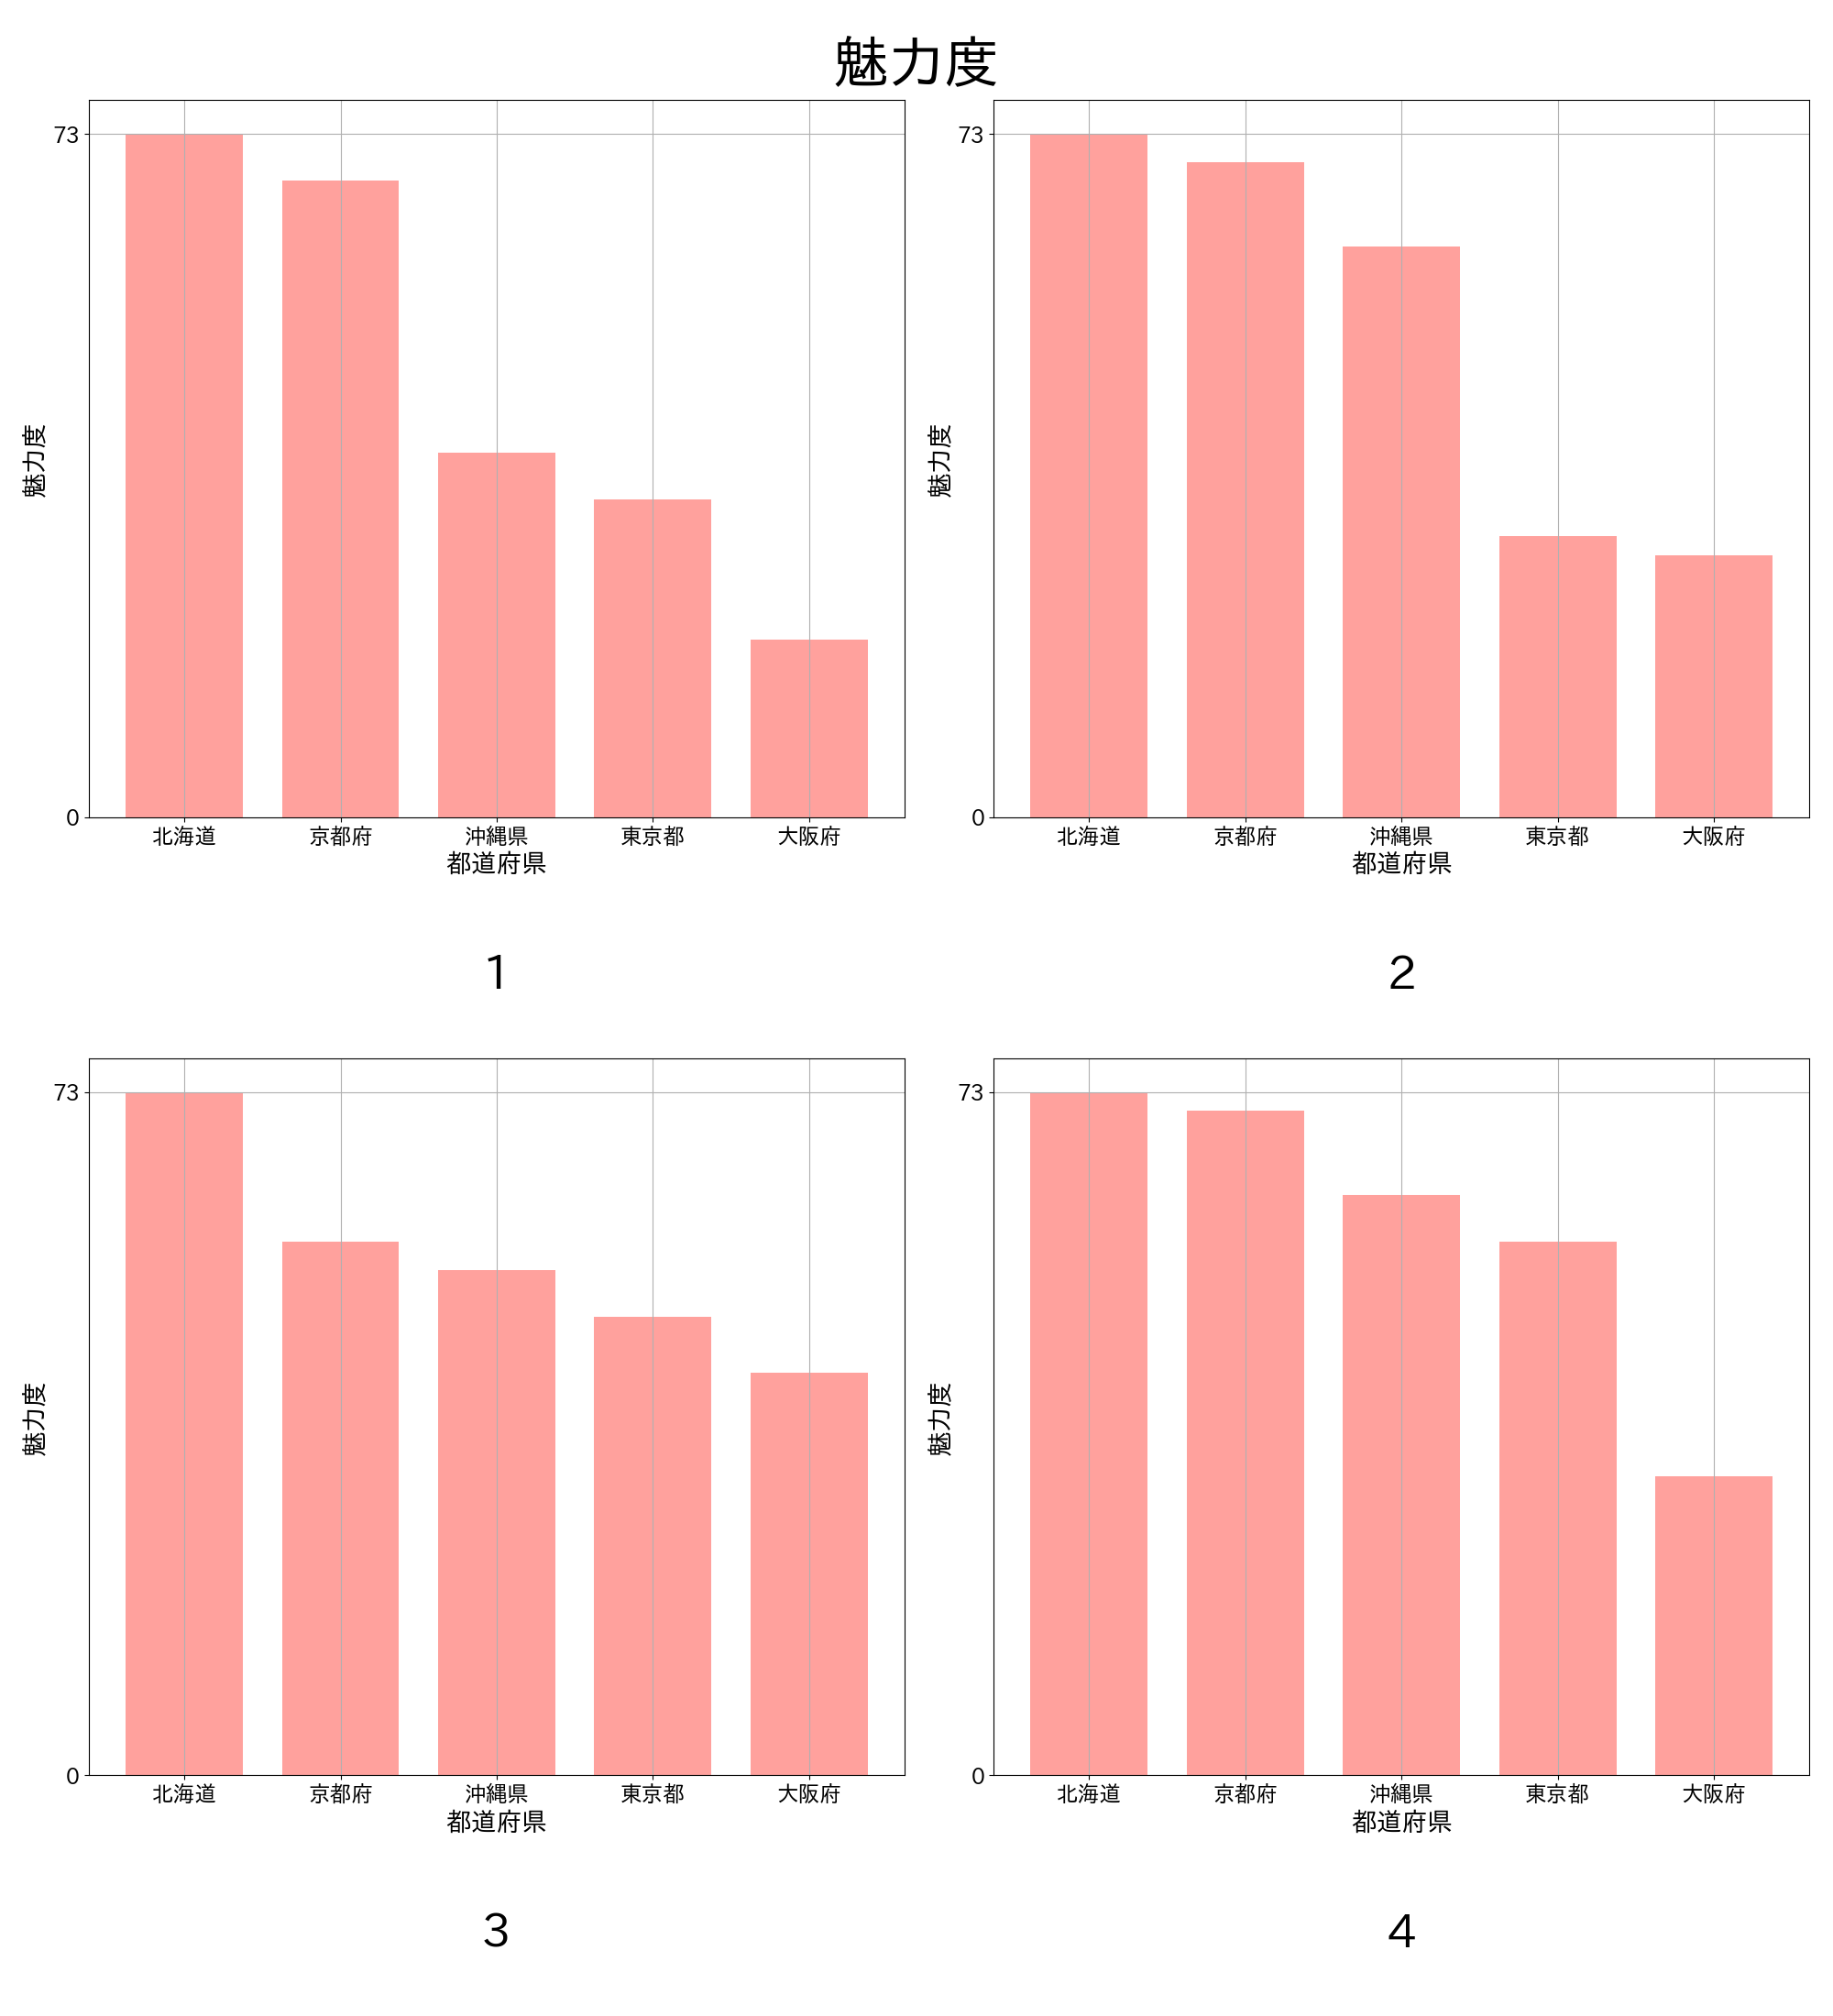 魅力度
73
0
魅力度
北海道 京都府 沖縄県 東京都 大阪府
都道府県
1
73
0
魅力度
北海道 京都府 沖縄県 東京都 大阪府
都道府県
2
73
0
魅力度
北海道 京都府 沖縄県 東京都 大阪府
都道府県
3
73
0
魅力度
北海道 京都府 沖縄県 東京都 大阪府
都道府県
4